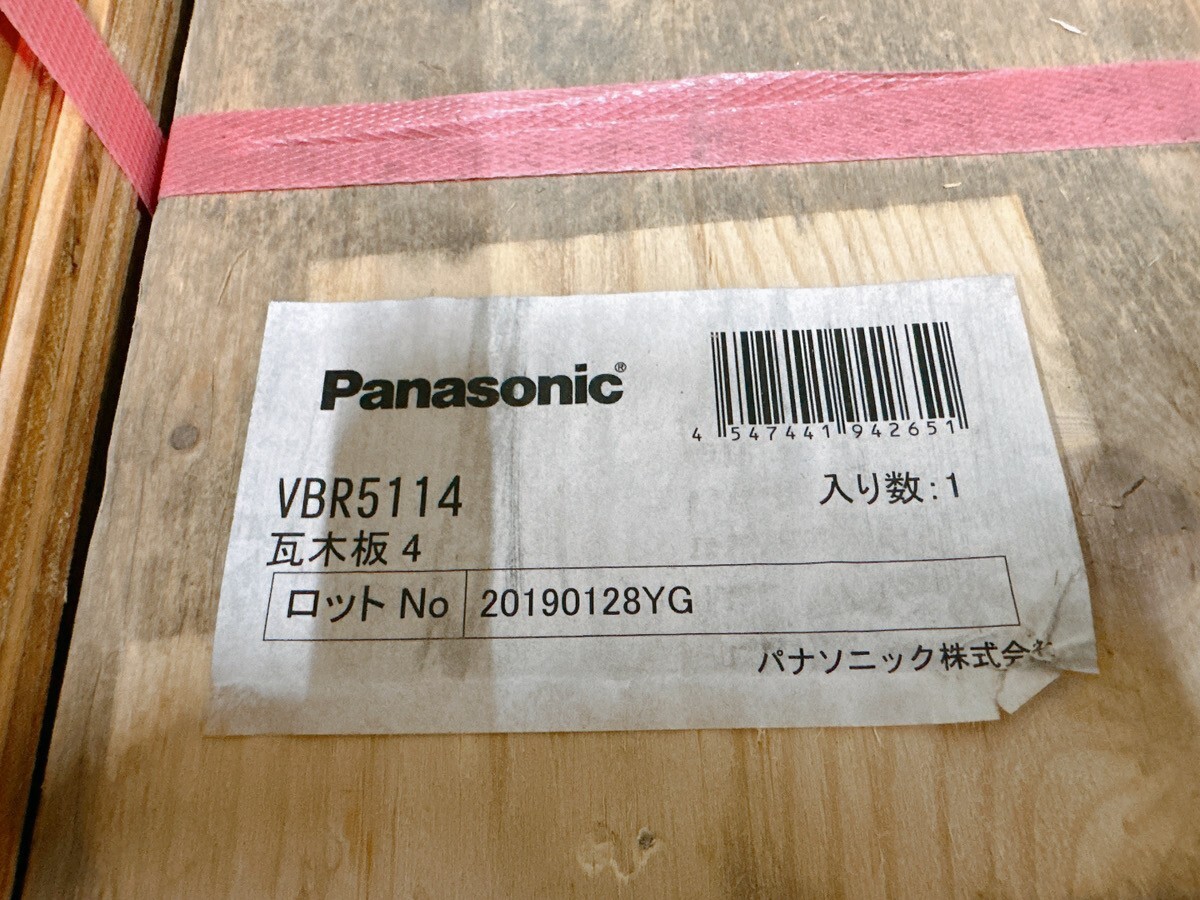 Panasonic®
4 547441 942651
VBR5114
入り数:1
瓦木板4
ロット No 20190128YG
パナソニック株式会社